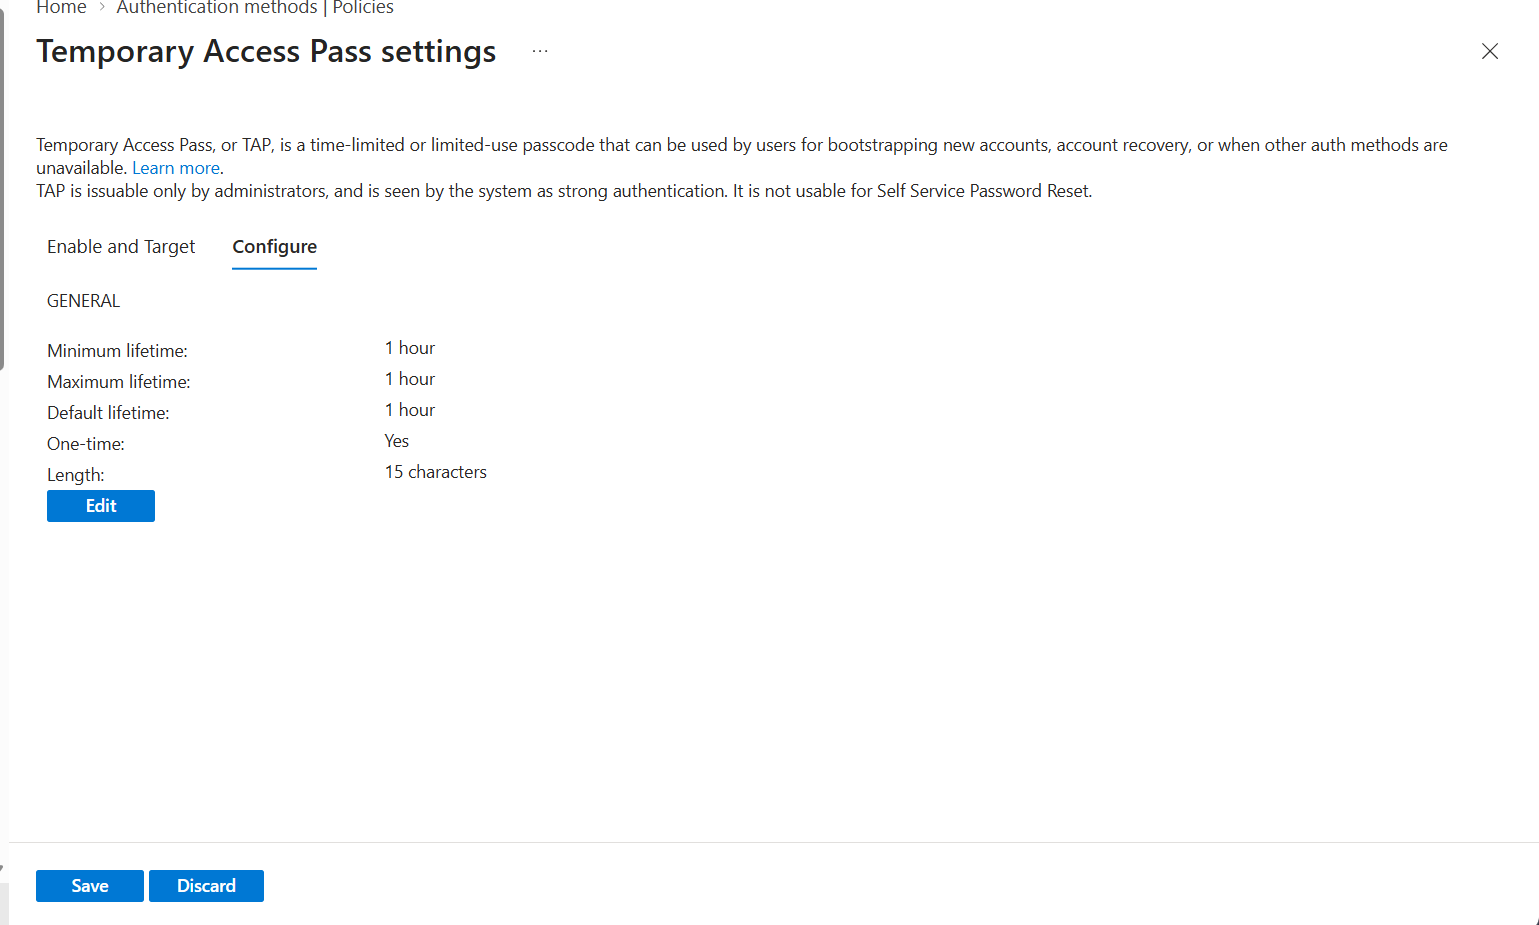 Home > Authentication methods | Policies
Temporary Access Pass settings ...
Temporary Access Pass, or TAP, is a time-limited or limited-use passcode that can be used by users for bootstrapping new accounts, account recovery, or when other auth methods are
unavailable. Learn more.
TAP is issuable only by administrators, and is seen by the system as strong authentication. It is not usable for Self Service Password Reset.
Enable and Target Configure
GENERAL
Minimum lifetime: 1 hour
Maximum lifetime: 1 hour
Default lifetime: 1 hour
One-time: Yes
Length: 15 characters
Edit
Save Discard